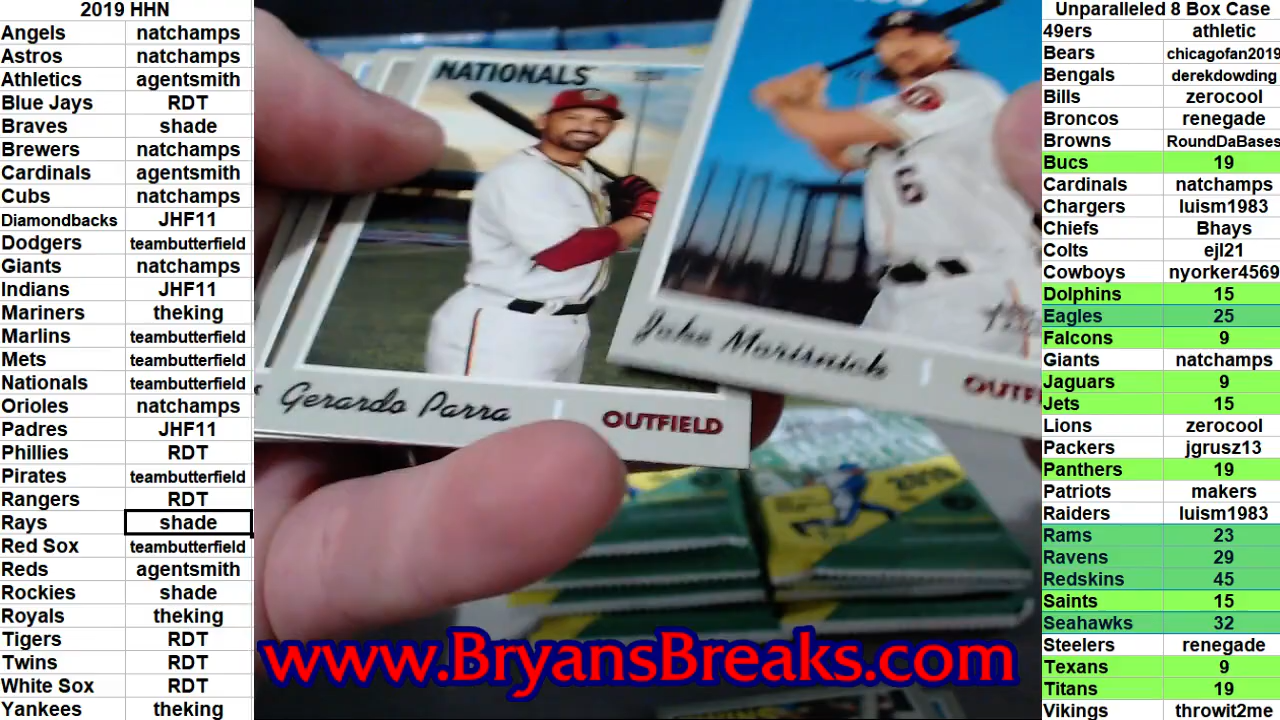 2019 HHN
Angels natchamps
Astros natchamps
Athletics agentsmith
Blue Jays RDT
Braves shade
Brewers natchamps
Cardinals agentsmith
Cubs natchamps
Diamondbacks JHF11
Dodgers teambutterfield
Giants natchamps
Indians JHF11
Mariners theking
Marlins teambutterfield
Mets teambutterfield
Nationals teambutterfield
Orioles natchamps
Padres JHF11
Phillies RDT
Pirates teambutterfield
Rangers RDT
Rays shade
Red Sox teambutterfield
Reds agentsmith
Rockies shade
Royals theking
Tigers RDT
Twins RDT
White Sox RDT
Yankees theking
NATIONALS
6
Gerardo Parra OUTFIELD
Jake Marisnick
2019
www.BryansBreaks.com
Unparalleled 8 Box Case
49ers athletic
Bears chicagofan2019
Bengals derekdowding
Bills zerocool
Broncos renegade
Browns RoundDaBases
Bucs 19
Cardinals natchamps
Chargers luism1983
Chiefs Bhays
Colts ejl21
Cowboys nyorker4569
Dolphins 15
Eagles 25
Falcons 9
Giants natchamps
Jaguars 9
Jets 15
Lions zerocool
Packers jgrusz13
Panthers 19
Patriots makers
Raiders luism1983
Rams 23
Ravens 29
Redskins 45
Saints 15
Seahawks 32
Steelers renegade
Texans 9
Titans 19
Vikings throwit2me